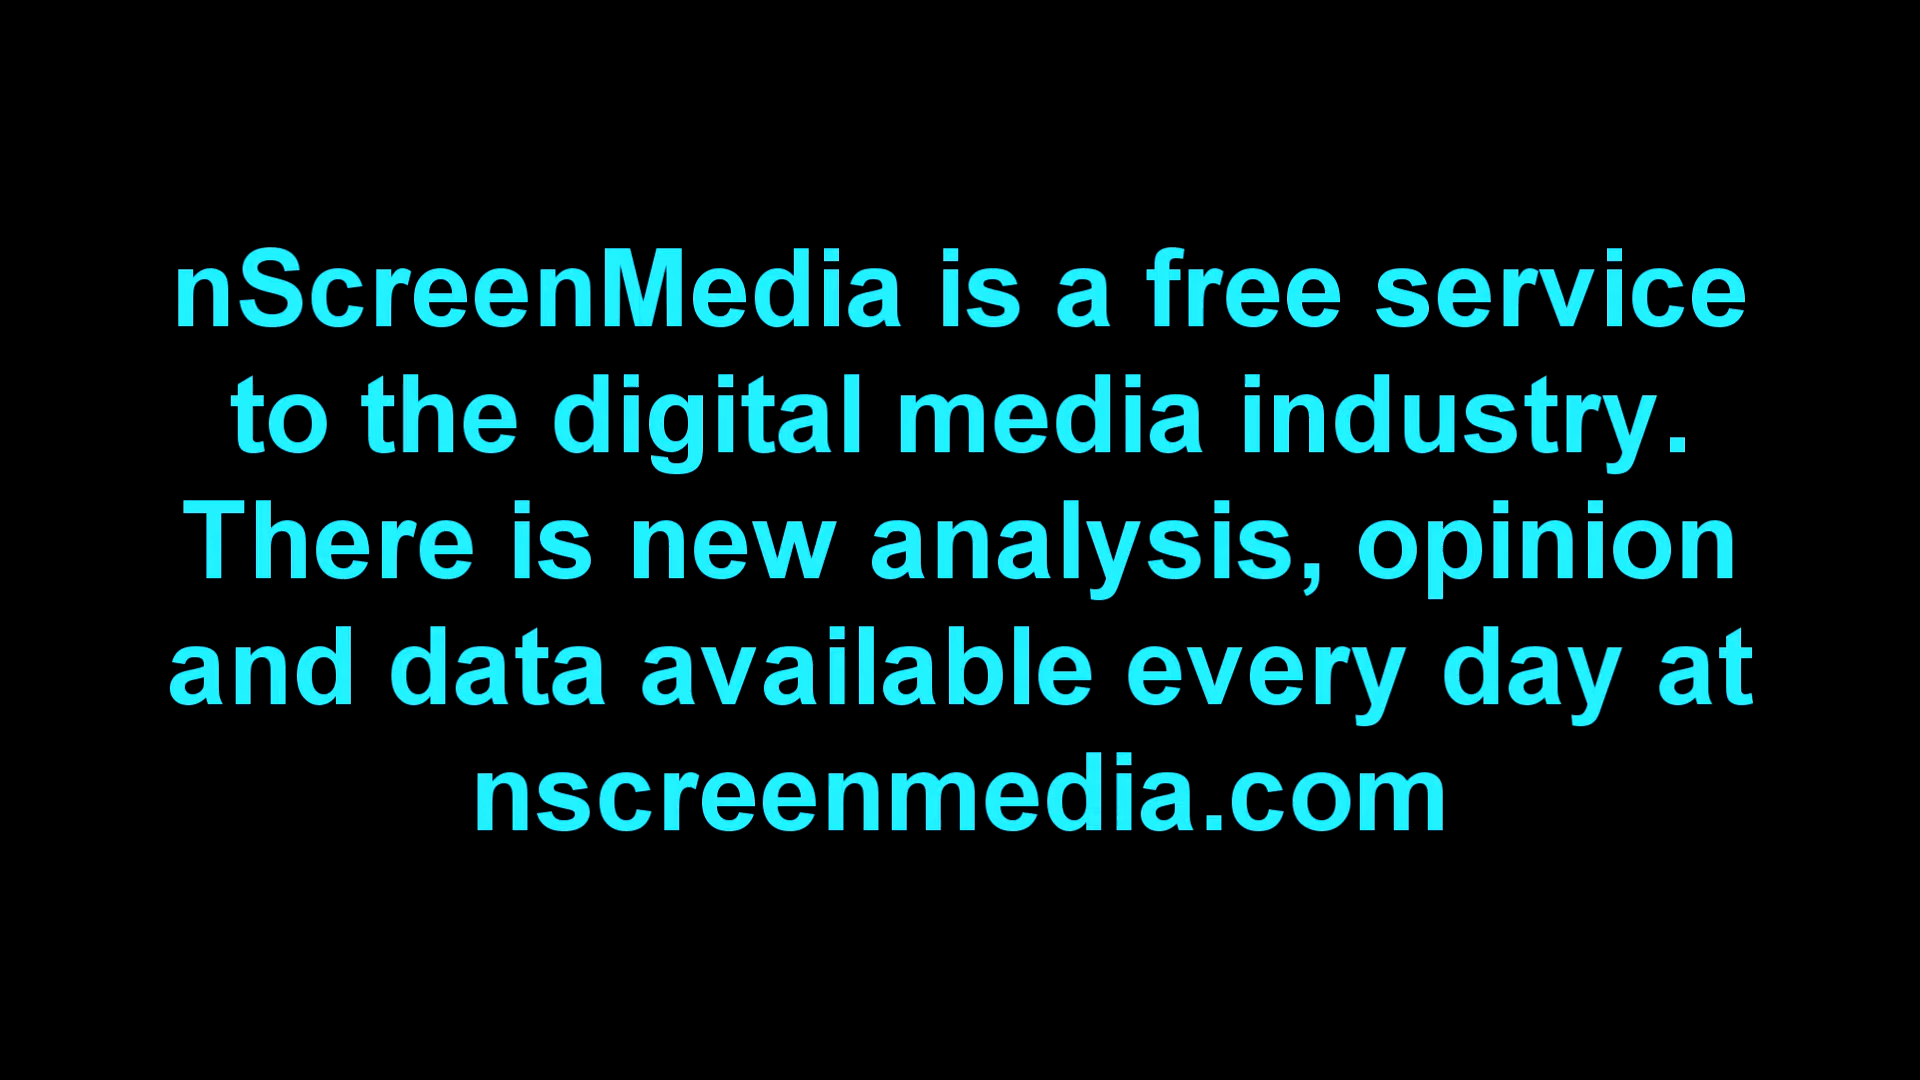 nScreenMedia is a free service
to the digital media industry.
There is new analysis, opinion
and data available every day at
nscreenmedia.com